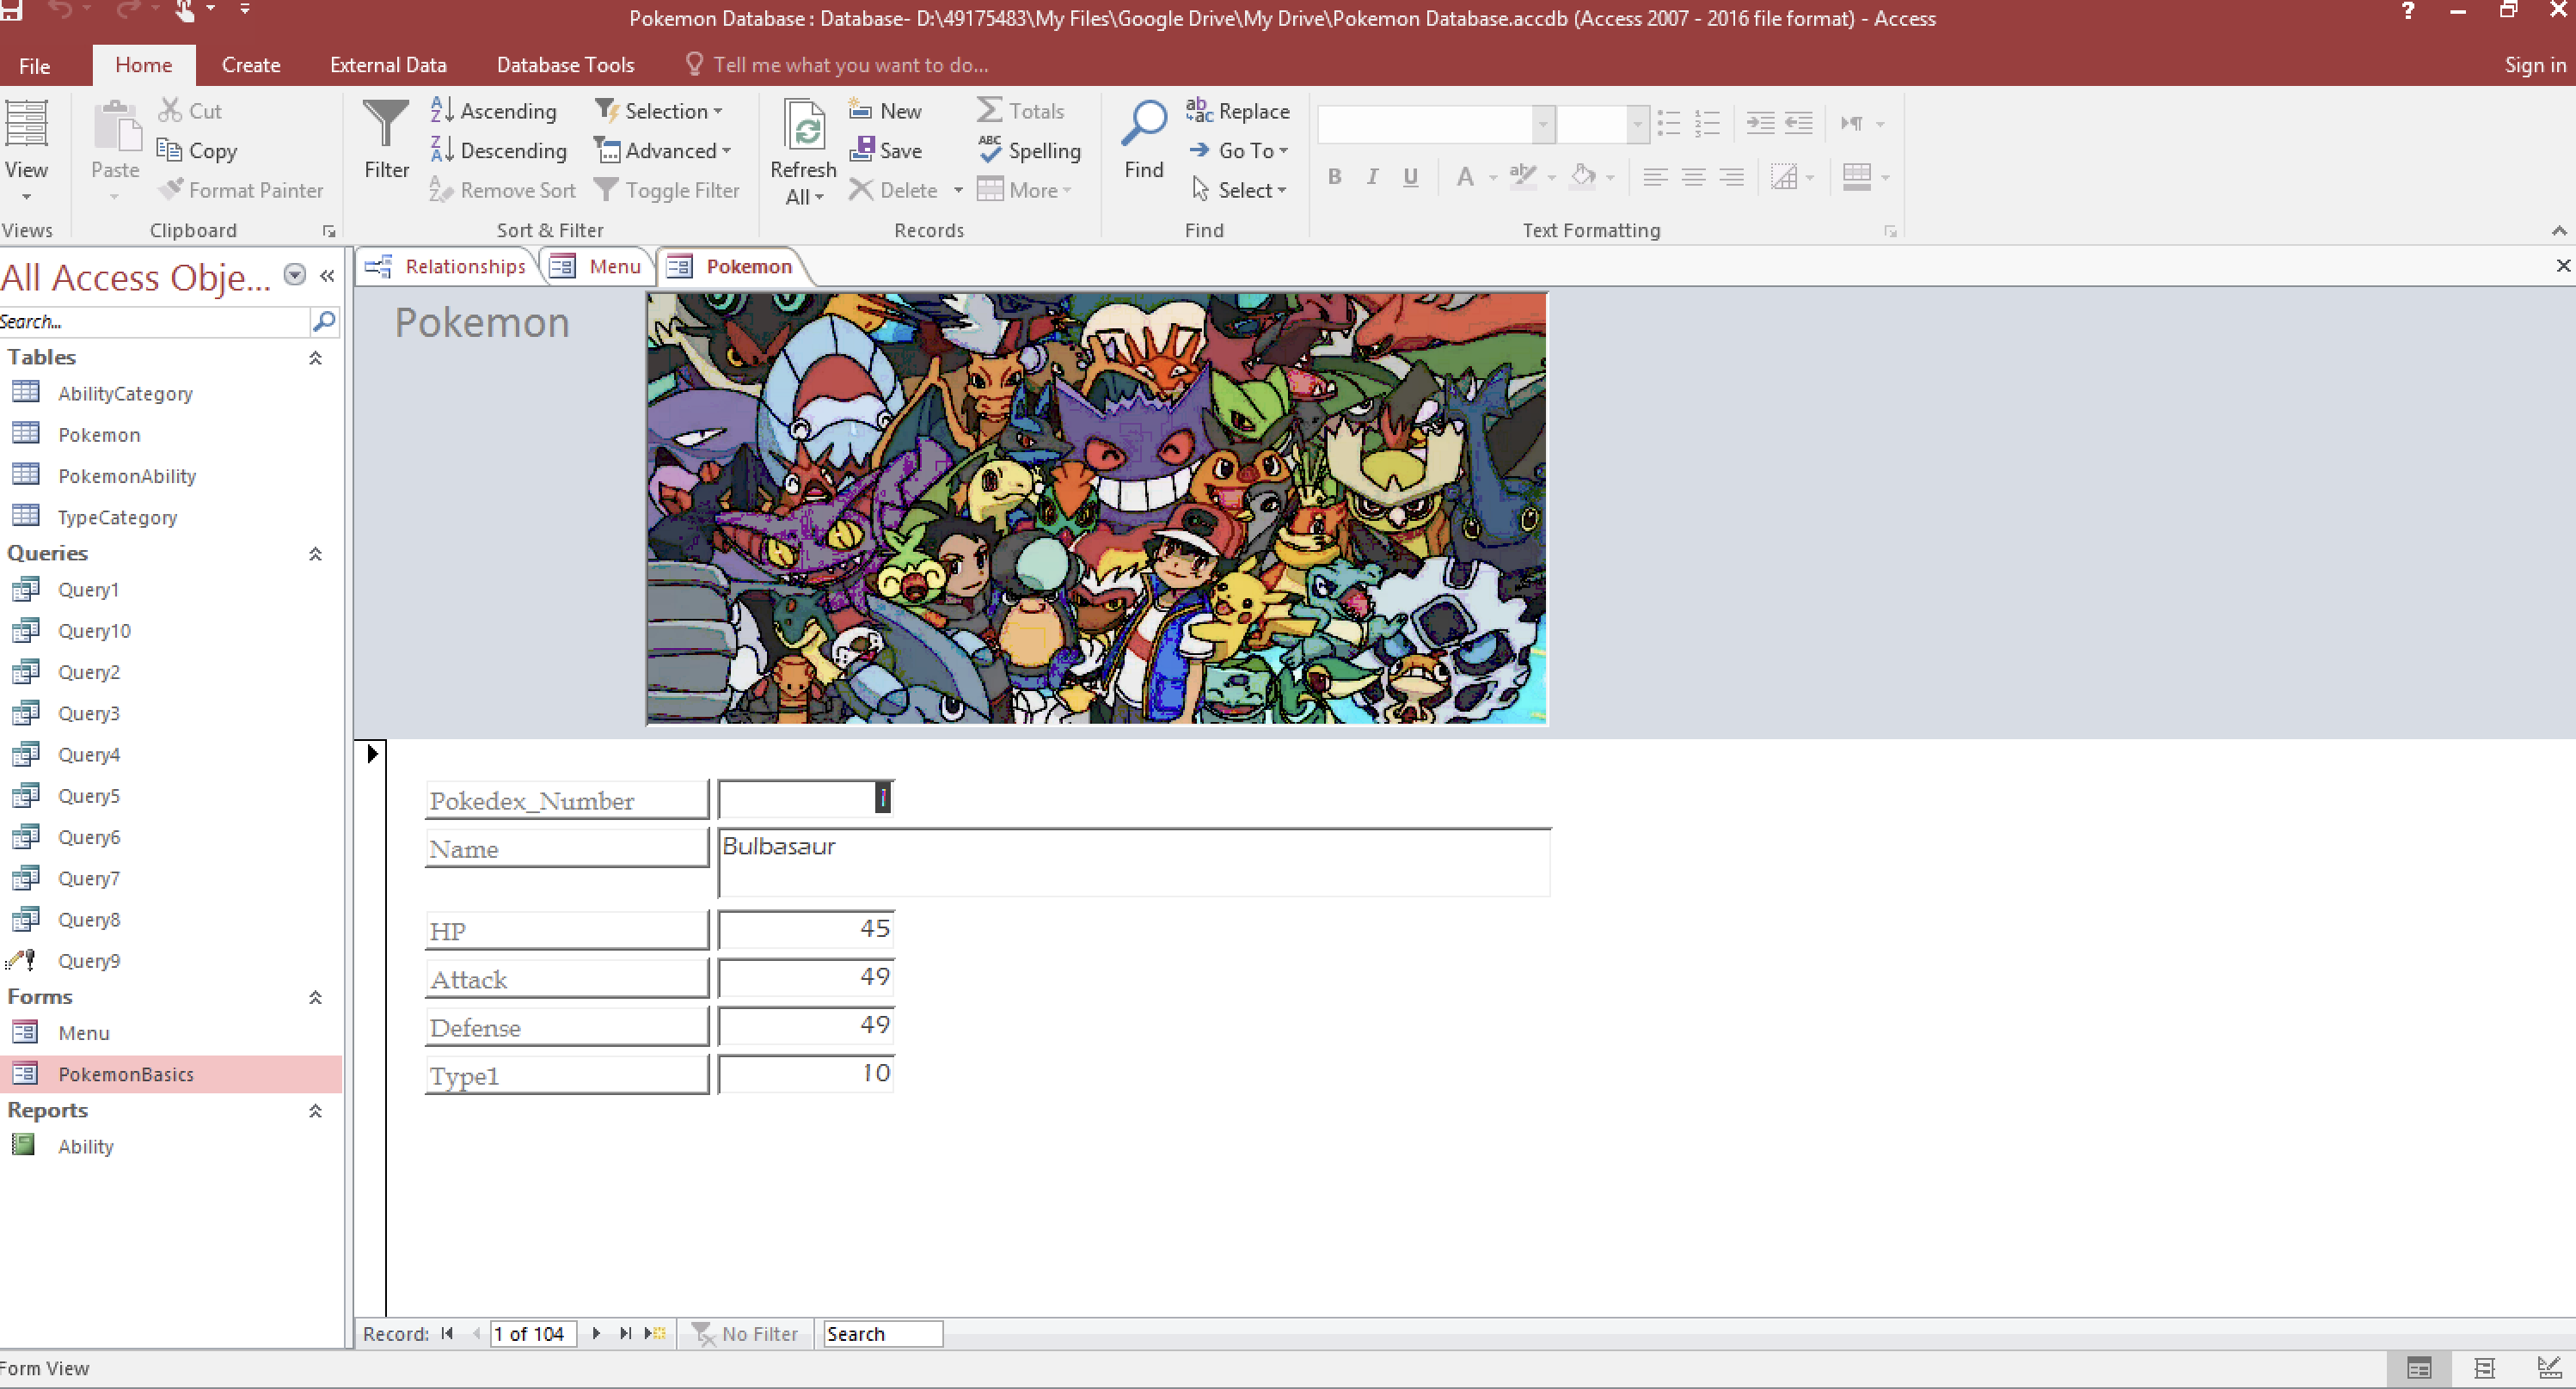 Pokemon Database : Database- D:\49175483\My Files\Google Drive\My Drive\Pokemon Database.accdb (Access 2007 - 2016 file format) - Access
File Home Create External Data Database Tools Tell me what you want to do... Sign in
View
Views
Paste
Cut
Copy
Format Painter
Clipboard
Filter
Ascending
Descending
Remove Sort
Selection
Advanced
Toggle Filter
Sort & Filter
Refresh
All
New
Save
Delete
Totals
Spelling
More
Records
Find
Replace
Go To
Select
Find
B I U A
Text Formatting
All Access Obje...
Search...
Tables
AbilityCategory
Pokemon
PokemonAbility
TypeCategory
Queries
Query1
Query10
Query2
Query3
Query4
Query5
Query6
Query7
Query8
Query9
Forms
Menu
PokemonBasics
Reports
Ability
Relationships Menu Pokemon
Pokemon
Pokedex_Number 1
Name Bulbasaur
HP 45
Attack 49
Defense 49
Type1 10
Record: 1 of 104 No Filter Search
Form View